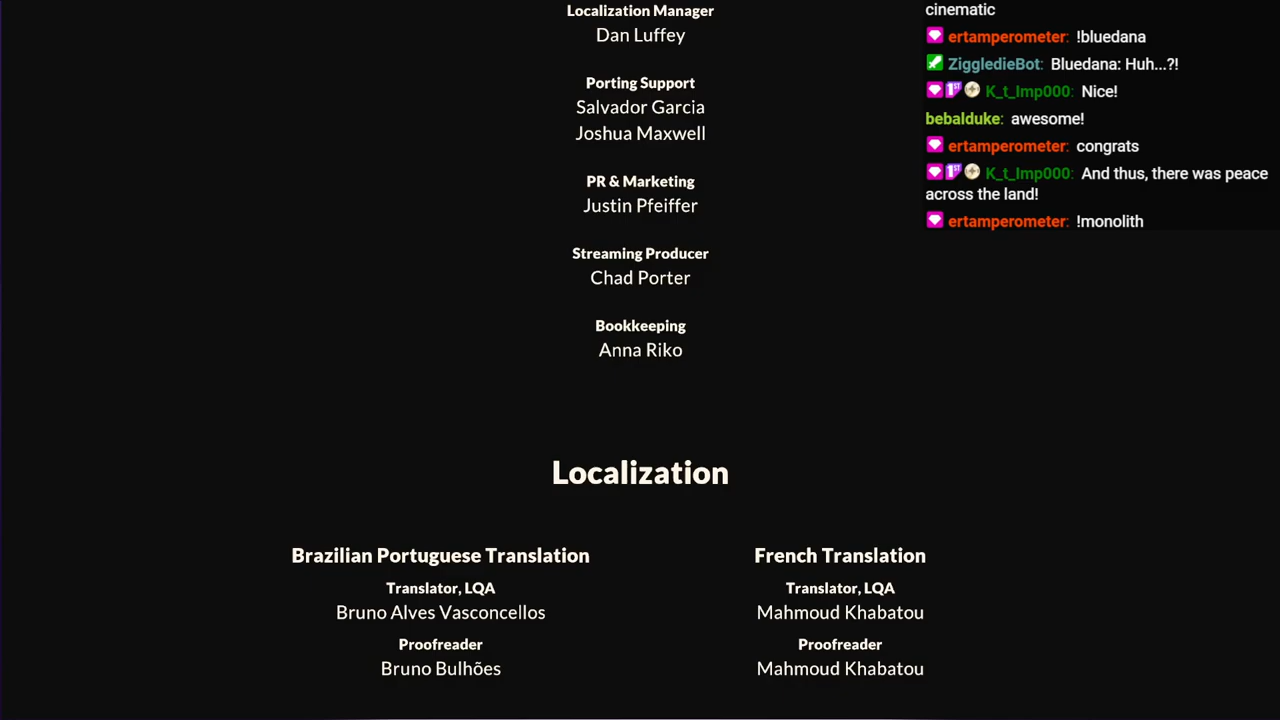 Localization Manager
Dan Luffey
Porting Support
Salvador Garcia
Joshua Maxwell
PR & Marketing
Justin Pfeiffer
Streaming Producer
Chad Porter
Bookkeeping
Anna Riko
Localization
Brazilian Portuguese Translation
Translator, LQA
Bruno Alves Vasconcellos
Proofreader
Bruno Bulhões
French Translation
Translator, LQA
Mahmoud Khabatou
Proofreader
Mahmoud Khabatou
cinematic
ertamperometer: !bluedana
ZiggledieBot: Bluedana: Huh...?!
K_t_Imp000: Nice!
bebalduke: awesome!
ertamperometer: congrats
K_t_Imp000: And thus, there was peace
across the land!
ertamperometer: !monolith